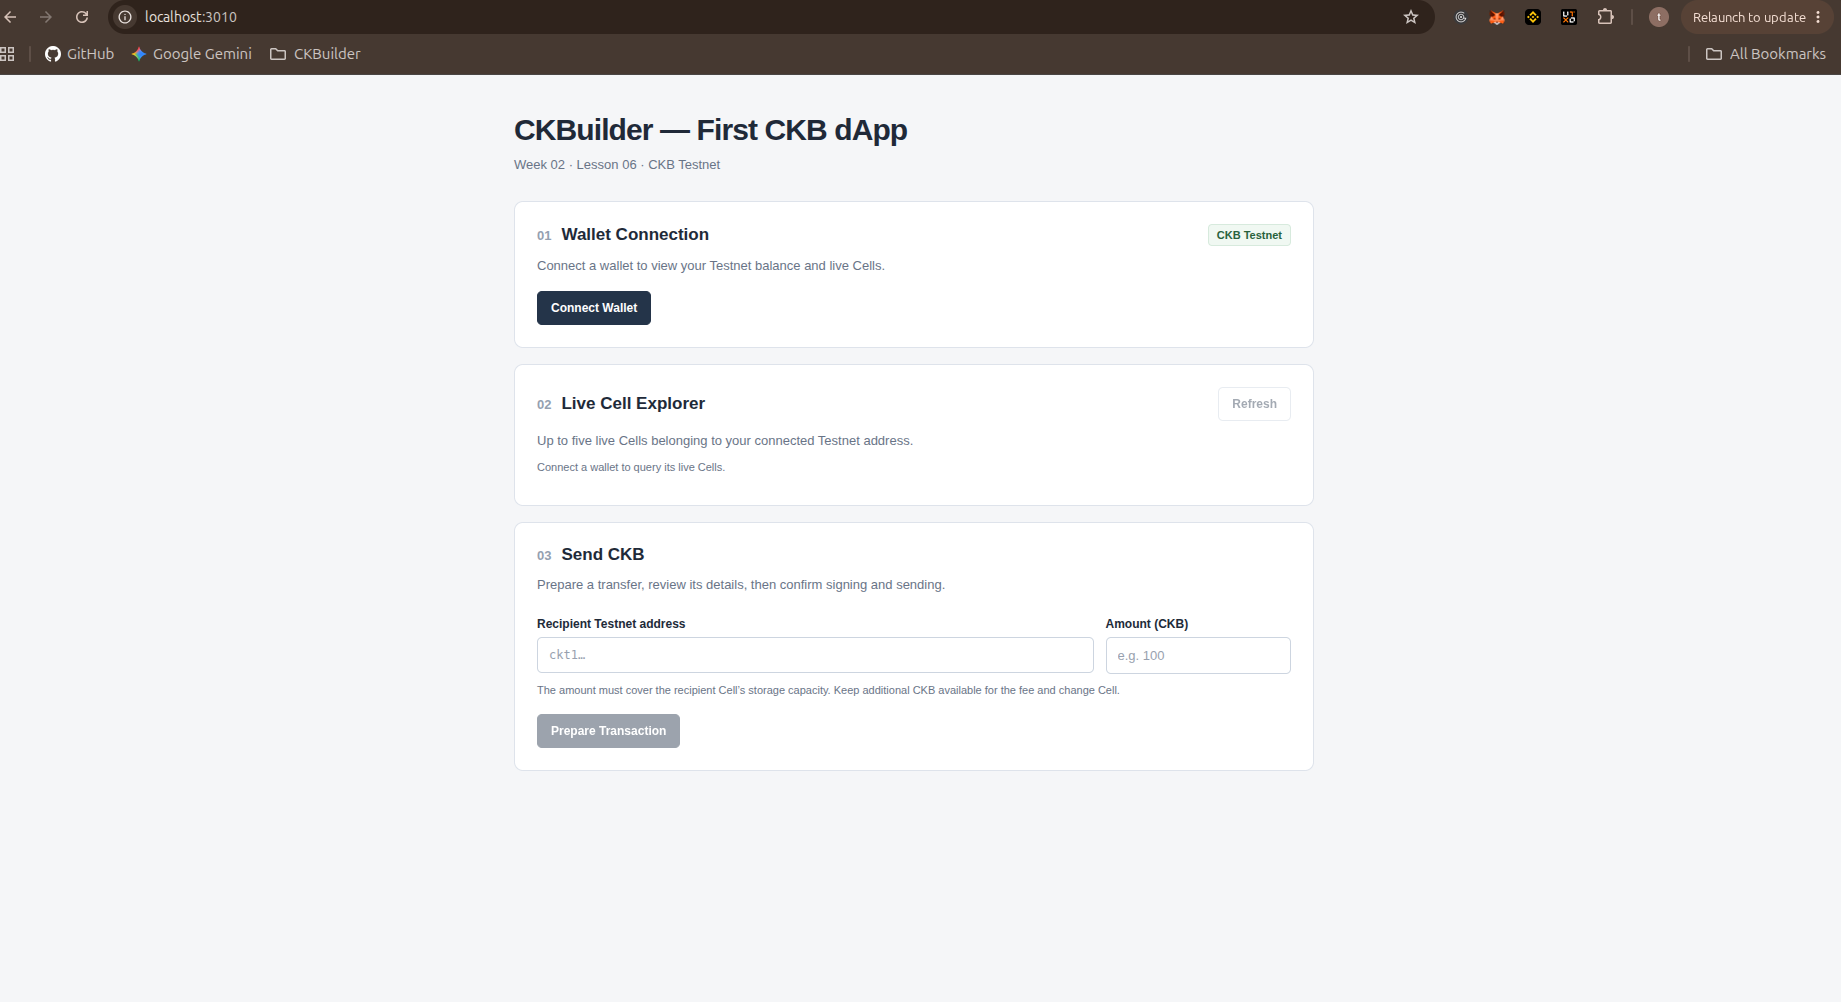 localhost:3010
t
Relaunch to update
GitHub
Google Gemini
CKBuilder
All Bookmarks
CKBuilder — First CKB dApp
Week 02 · Lesson 06 · CKB Testnet
01 Wallet Connection
CKB Testnet
Connect a wallet to view your Testnet balance and live Cells.
Connect Wallet
02 Live Cell Explorer
Refresh
Up to five live Cells belonging to your connected Testnet address.
Connect a wallet to query its live Cells.
03 Send CKB
Prepare a transfer, review its details, then confirm signing and sending.
Recipient Testnet address
Amount (CKB)
ckt1…
e.g. 100
The amount must cover the recipient Cell's storage capacity. Keep additional CKB available for the fee and change Cell.
Prepare Transaction